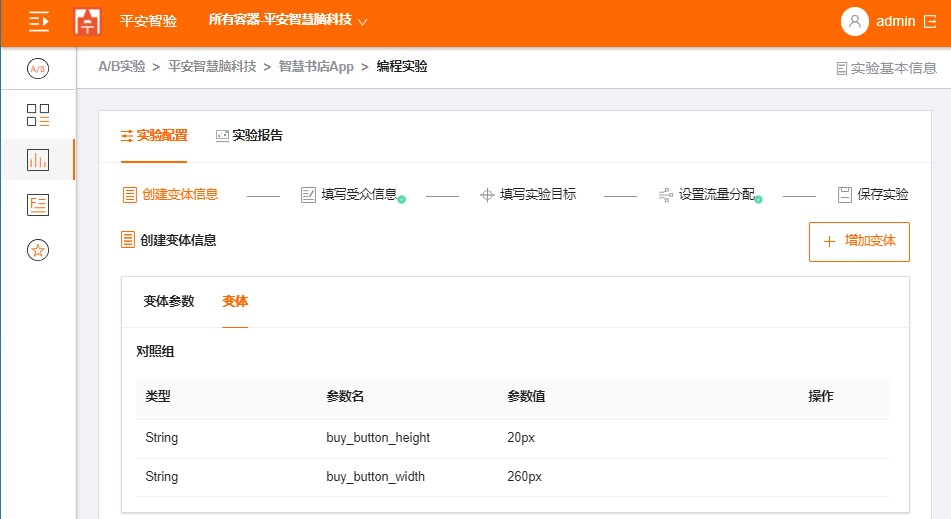 平安智验 所有容器-平安智慧脑科技 admin
A/B A/B实验 > 平安智慧脑科技 > 智慧书店App > 编程实验 实验基本信息
实验配置 实验报告
创建变体信息 填写受众信息 填写实验目标 设置流量分配 保存实验
创建变体信息 + 增加变体
变体参数 变体
对照组
类型 参数名 参数值 操作
String buy_button_height 20px
String buy_button_width 260px